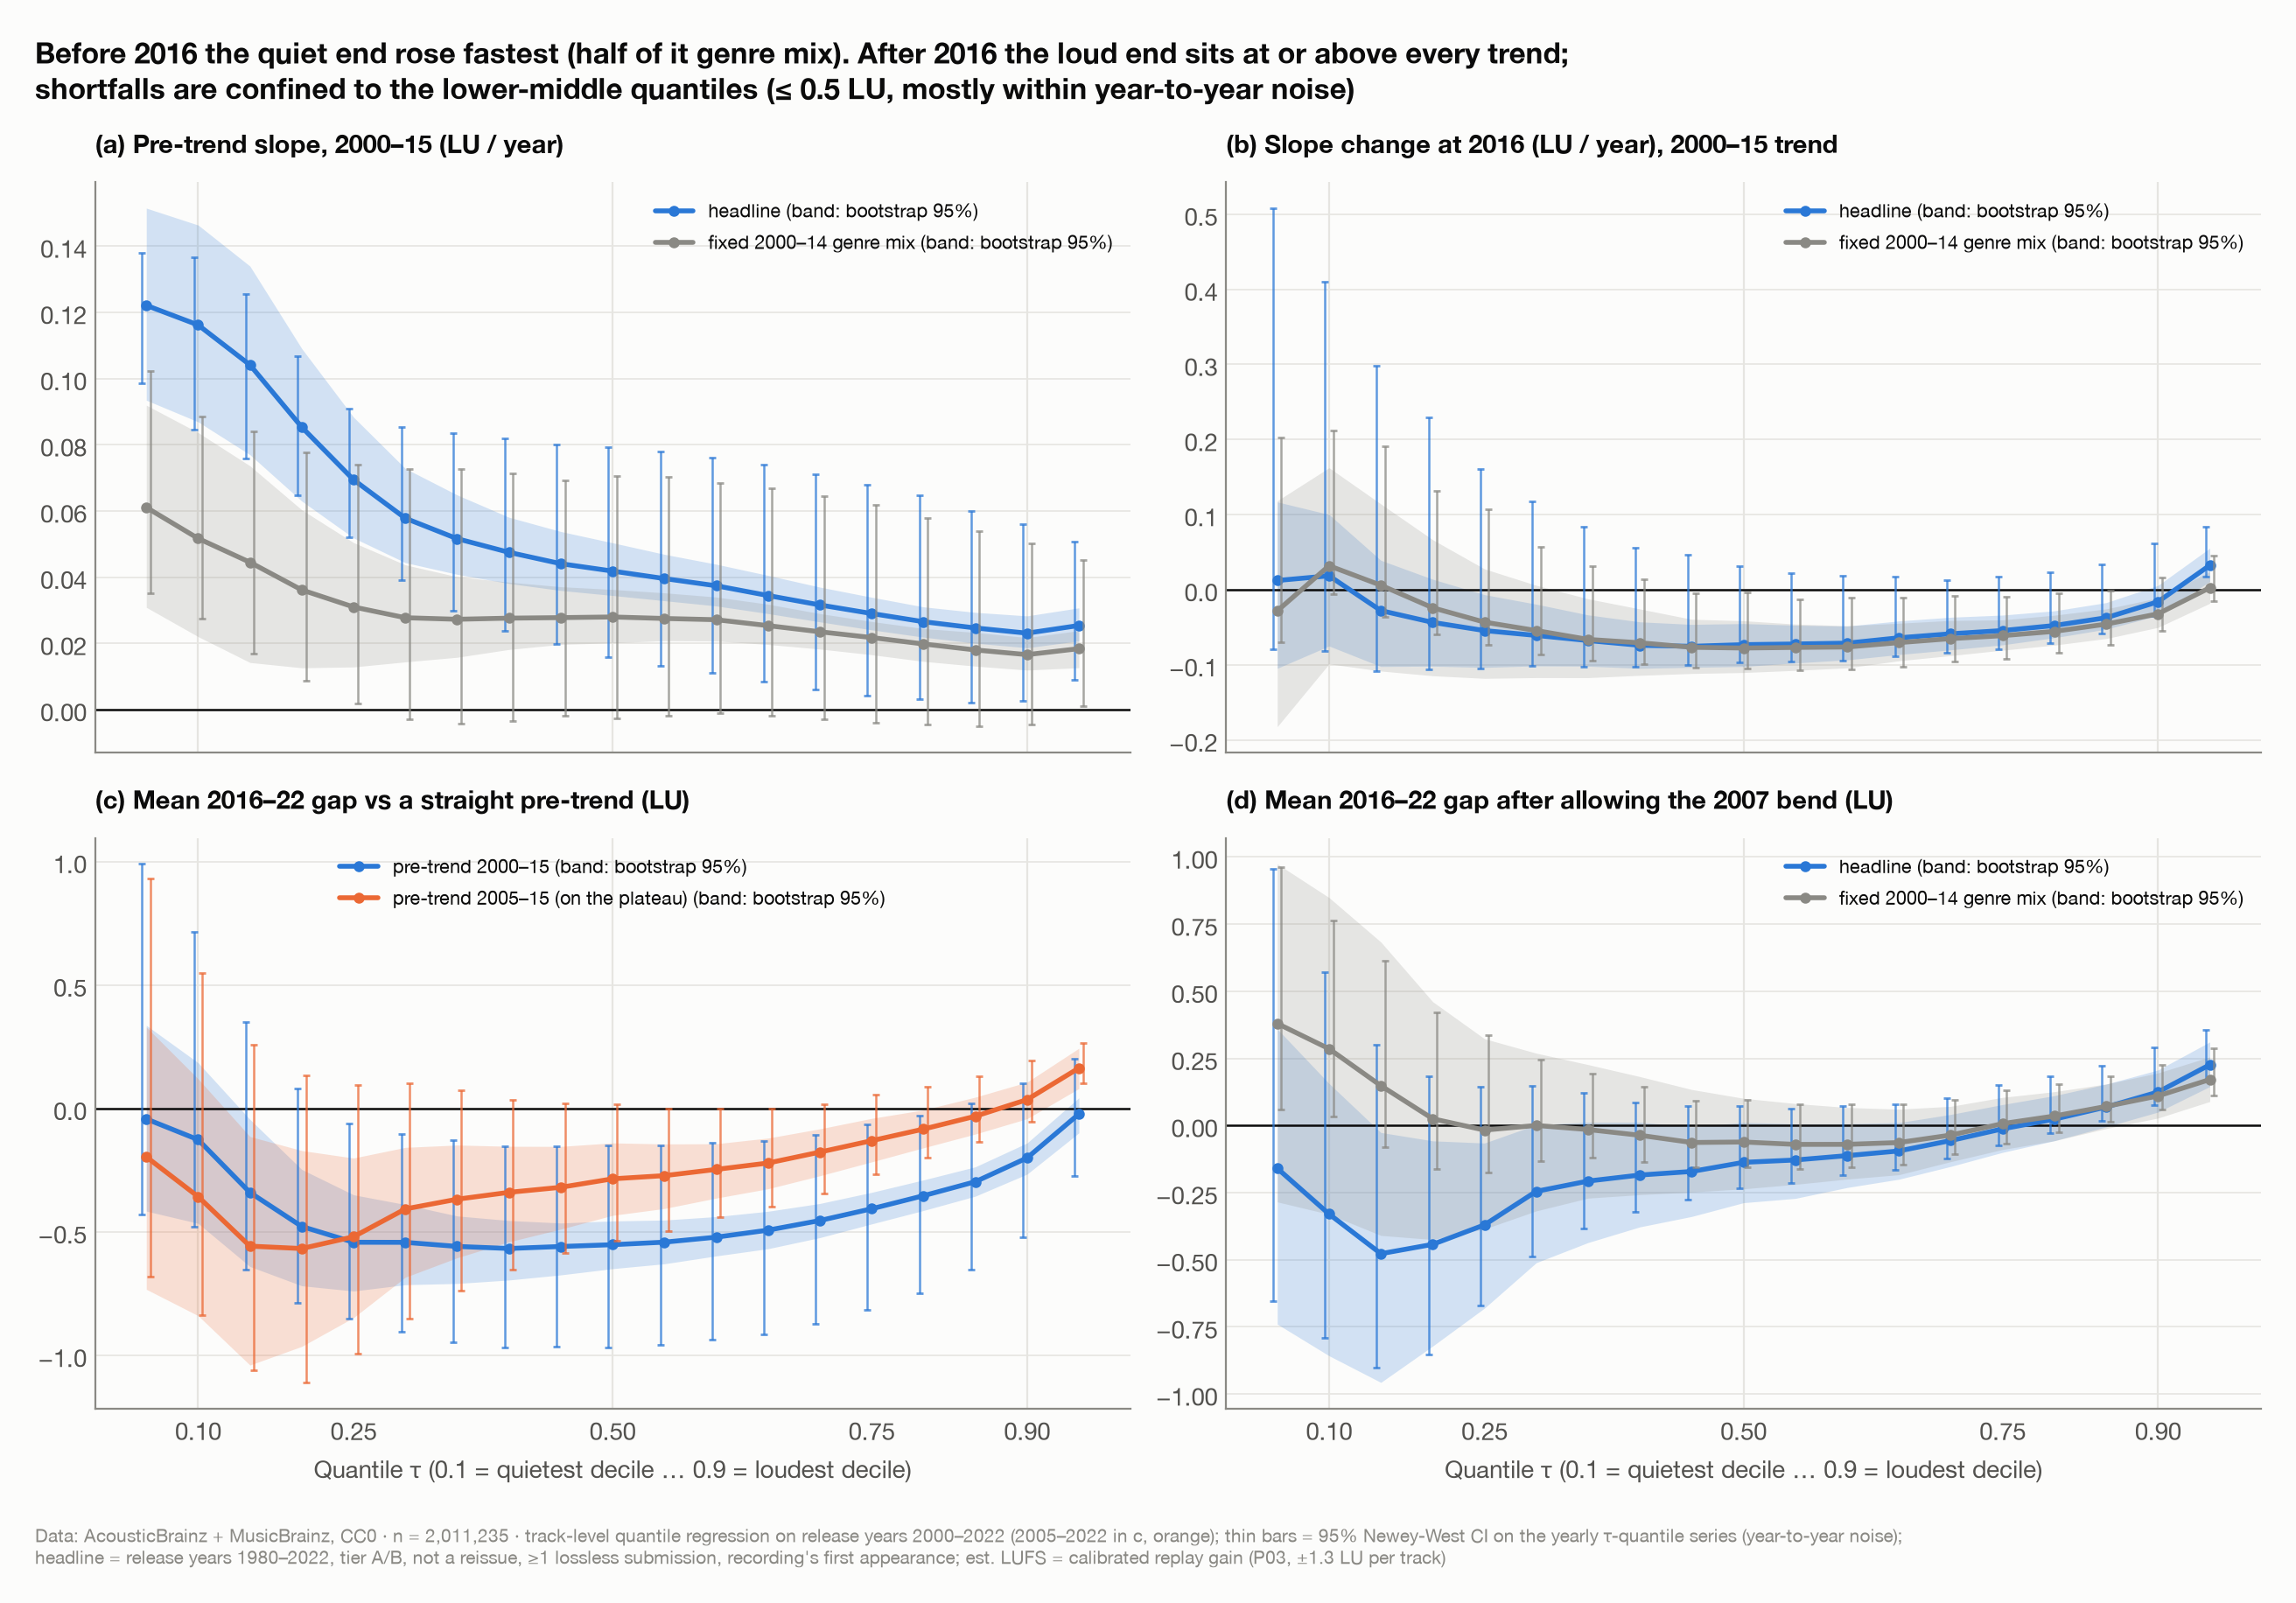 Before 2016 the quiet end rose fastest (half of it genre mix). After 2016 the loud end sits at or above every trend;
shortfalls are confined to the lower-middle quantiles (≤ 0.5 LU, mostly within year-to-year noise)
(a) Pre-trend slope, 2000–15 (LU / year)
headline (band: bootstrap 95%)
fixed 2000–14 genre mix (band: bootstrap 95%)
0.14
0.12
0.10
0.08
0.06
0.04
0.02
0.00
(b) Slope change at 2016 (LU / year), 2000–15 trend
headline (band: bootstrap 95%)
fixed 2000–14 genre mix (band: bootstrap 95%)
0.5
0.4
0.3
0.2
0.1
0.0
−0.1
−0.2
(c) Mean 2016–22 gap vs a straight pre-trend (LU)
pre-trend 2000–15 (band: bootstrap 95%)
pre-trend 2005–15 (on the plateau) (band: bootstrap 95%)
1.0
0.5
0.0
−0.5
−1.0
0.10 0.25 0.50 0.75 0.90
Quantile τ (0.1 = quietest decile … 0.9 = loudest decile)
(d) Mean 2016–22 gap after allowing the 2007 bend (LU)
headline (band: bootstrap 95%)
fixed 2000–14 genre mix (band: bootstrap 95%)
1.00
0.75
0.50
0.25
0.00
−0.25
−0.50
−0.75
−1.00
0.10 0.25 0.50 0.75 0.90
Quantile τ (0.1 = quietest decile … 0.9 = loudest decile)
Data: AcousticBrainz + MusicBrainz, CC0 · n = 2,011,235 · track-level quantile regression on release years 2000–2022 (2005–2022 in c, orange); thin bars = 95% Newey-West CI on the yearly τ-quantile series (year-to-year noise);
headline = release years 1980–2022, tier A/B, not a reissue, ≥1 lossless submission, recording's first appearance; est. LUFS = calibrated replay gain (P03, ±1.3 LU per track)